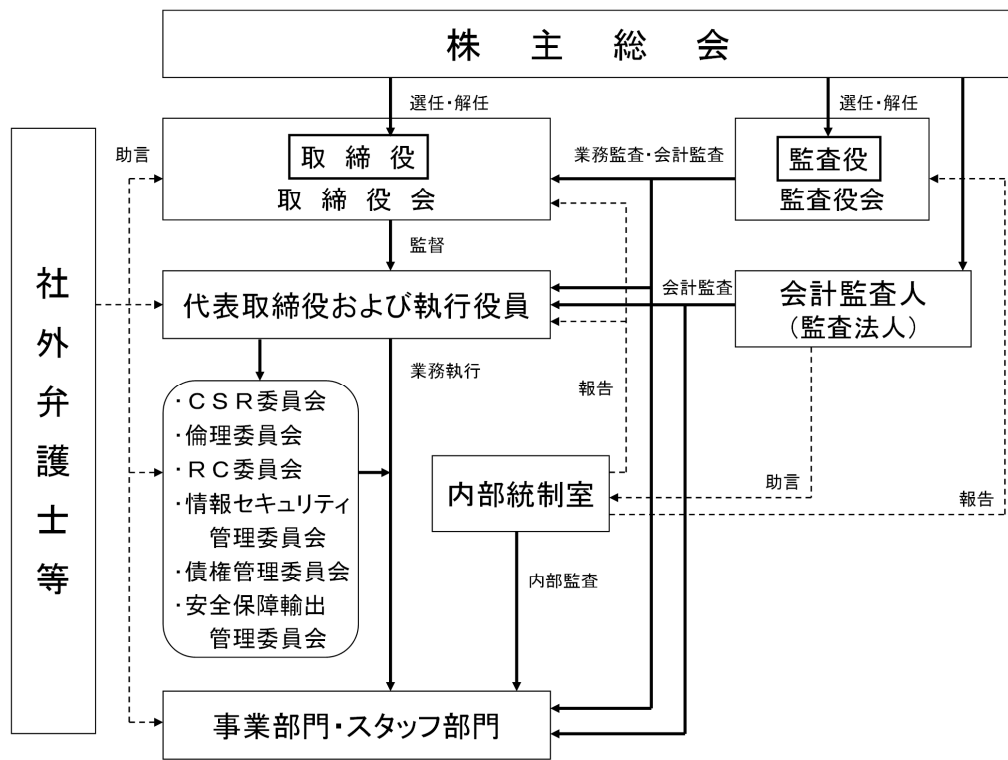 株主総会
選任・解任
選任・解任
助言
取締役
取締役会
業務監査・会計監査
監査役
監査役会
監督
社外弁護士等
代表取締役および執行役員
会計監査
会計監査人
（監査法人）
業務執行
報告
・ＣＳＲ委員会
・倫理委員会
・ＲＣ委員会
・情報セキュリティ
管理委員会
・債権管理委員会
・安全保障輸出
管理委員会
内部統制室
助言
報告
内部監査
事業部門・スタッフ部門